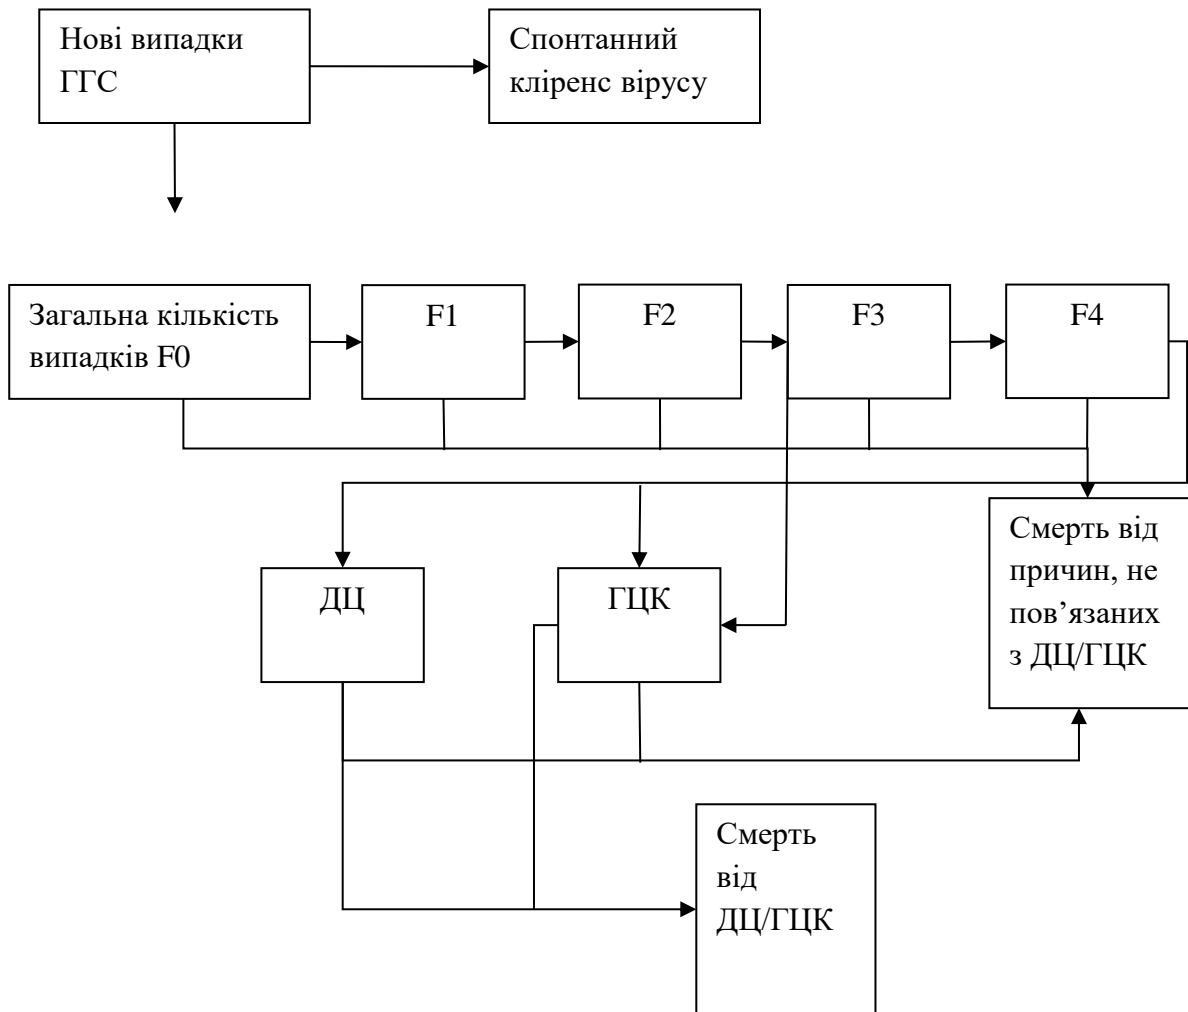 Нові випадки
ГГС
Спонтанний
кліренс вірусу
Загальна кількість
випадків F0
F1
F2
F3
F4
ДЦ
ГЦК
Смерть від
причин, не
пов’язаних
з ДЦ/ГЦК
Смерть
від
ДЦ/ГЦК